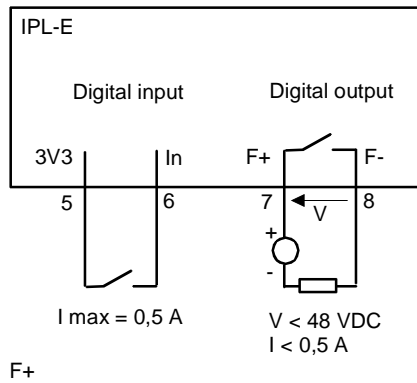 IPL-E
Digital input
Digital output
3V3
In
F+
F-
5
6
7
V
8
+
-
I max = 0,5 A
V < 48 VDC
I < 0,5 A
F+